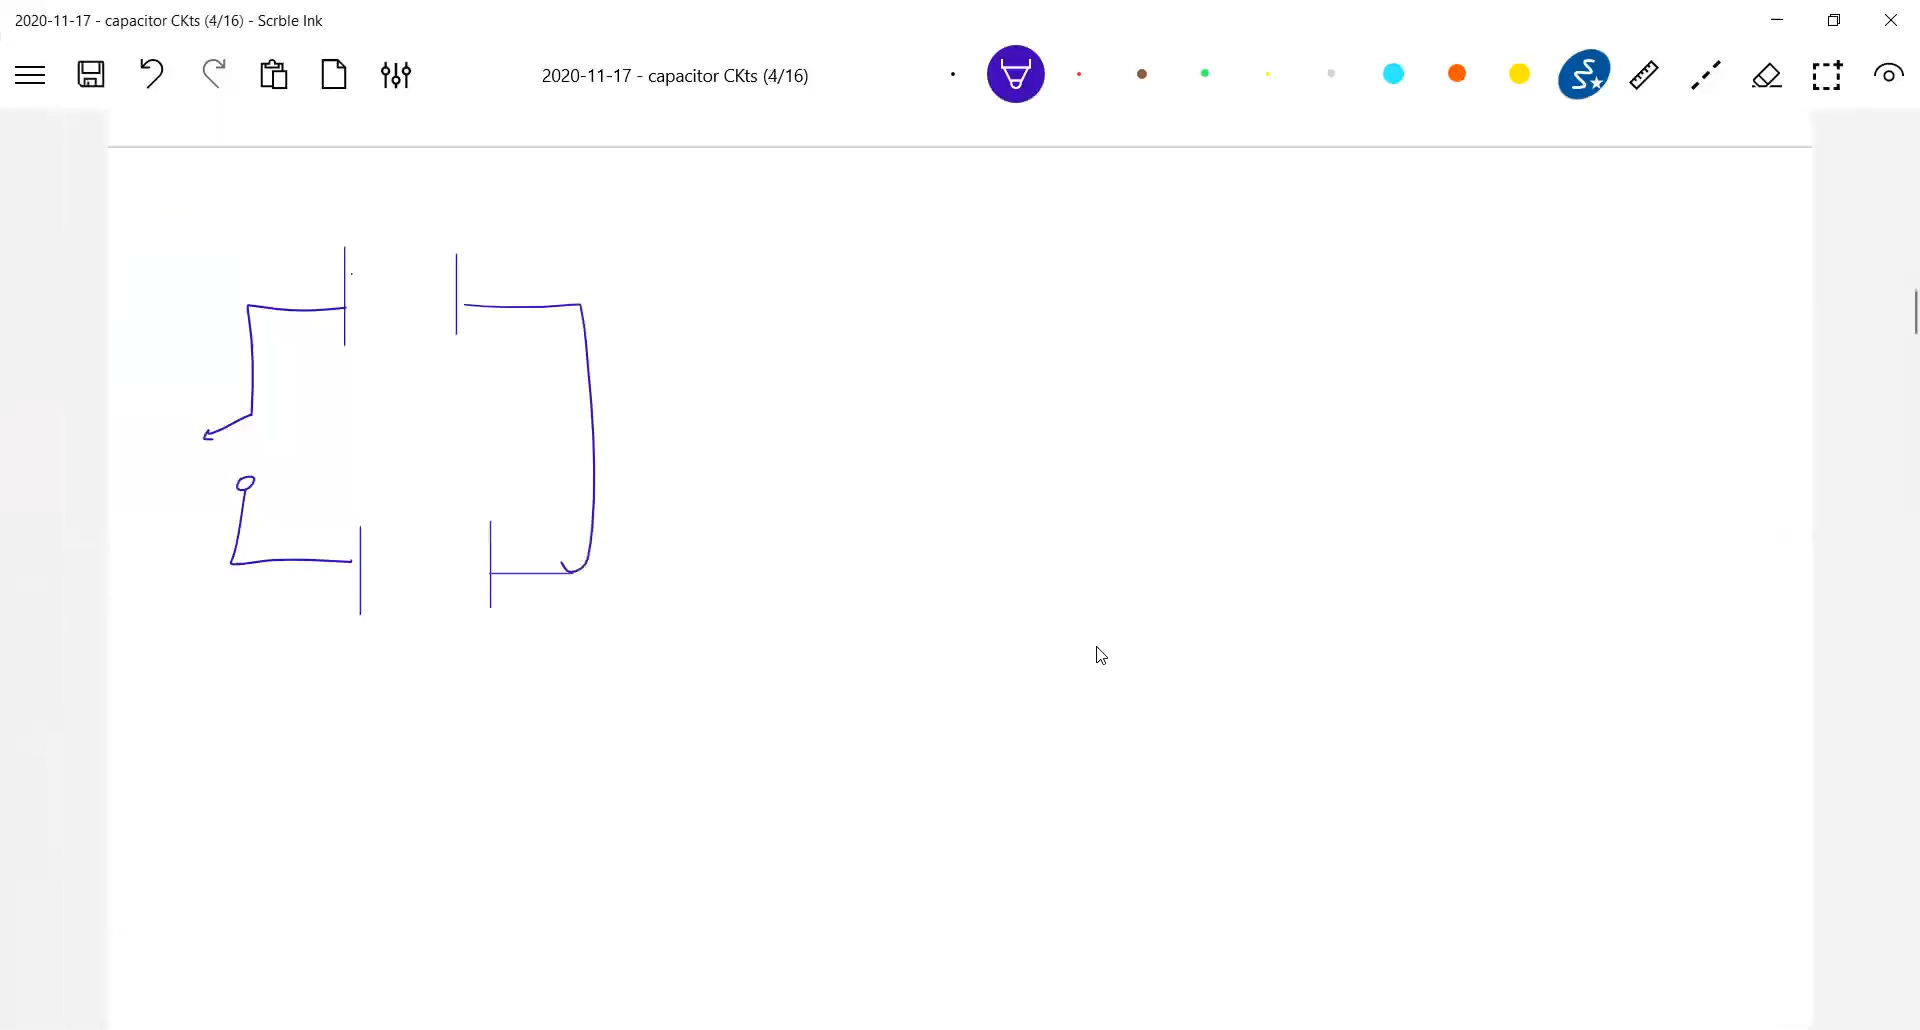 2020-11-17 - capacitor CKts (4/16) - Scrble Ink
2020-11-17 - capacitor CKts (4/16)